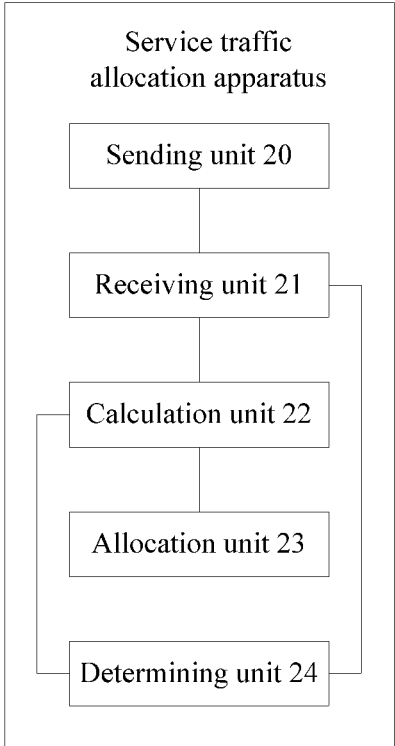 Service traffic
allocation apparatus
Sending unit 20
Receiving unit 21
Calculation unit 22
Allocation unit 23
Determining unit 24